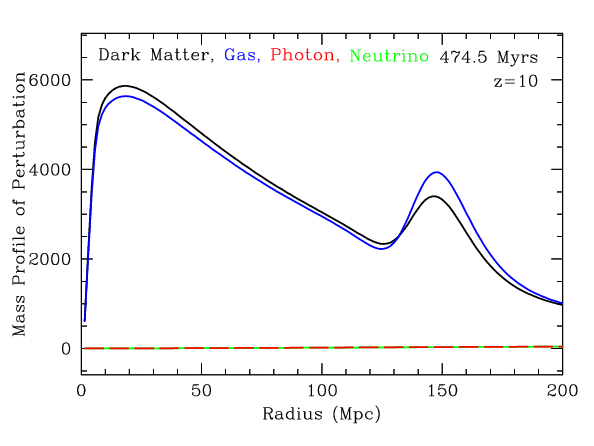 Dark Matter, Gas, Photon, Neutrino 474.5 Myrs
z=10
Mass Profile of Perturbation
6000
4000
2000
0
0 50 100 150 200
Radius (Mpc)